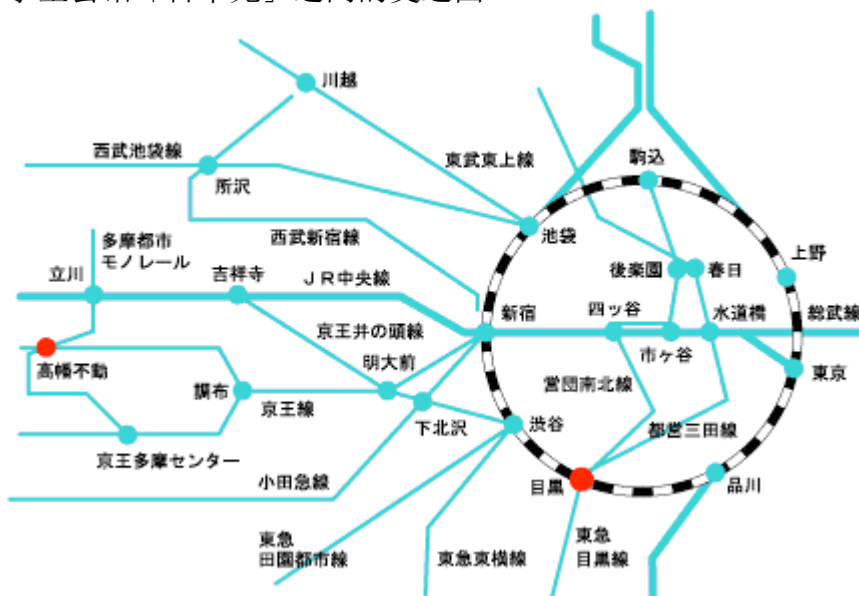 川越
西武池袋線
東武東上線
駒込
所沢
池袋
西武新宿線
多摩都市
モノレール
上野
立川
吉祥寺
JR中央線
後楽園
春日
新宿
四ッ谷
水道橋
総武線
京王井の頭線
市ヶ谷
高幡不動
明大前
東京
調布
京王線
営団南北線
下北沢
渋谷
都営三田線
京王多摩センター
小田急線
目黒
品川
東急
田園都市線
東急東横線
東急
目黒線